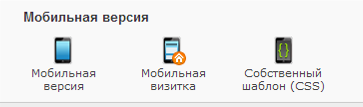 Мобильная версия
Мобильная версия
Мобильная визитка
Собственный шаблон (CSS)